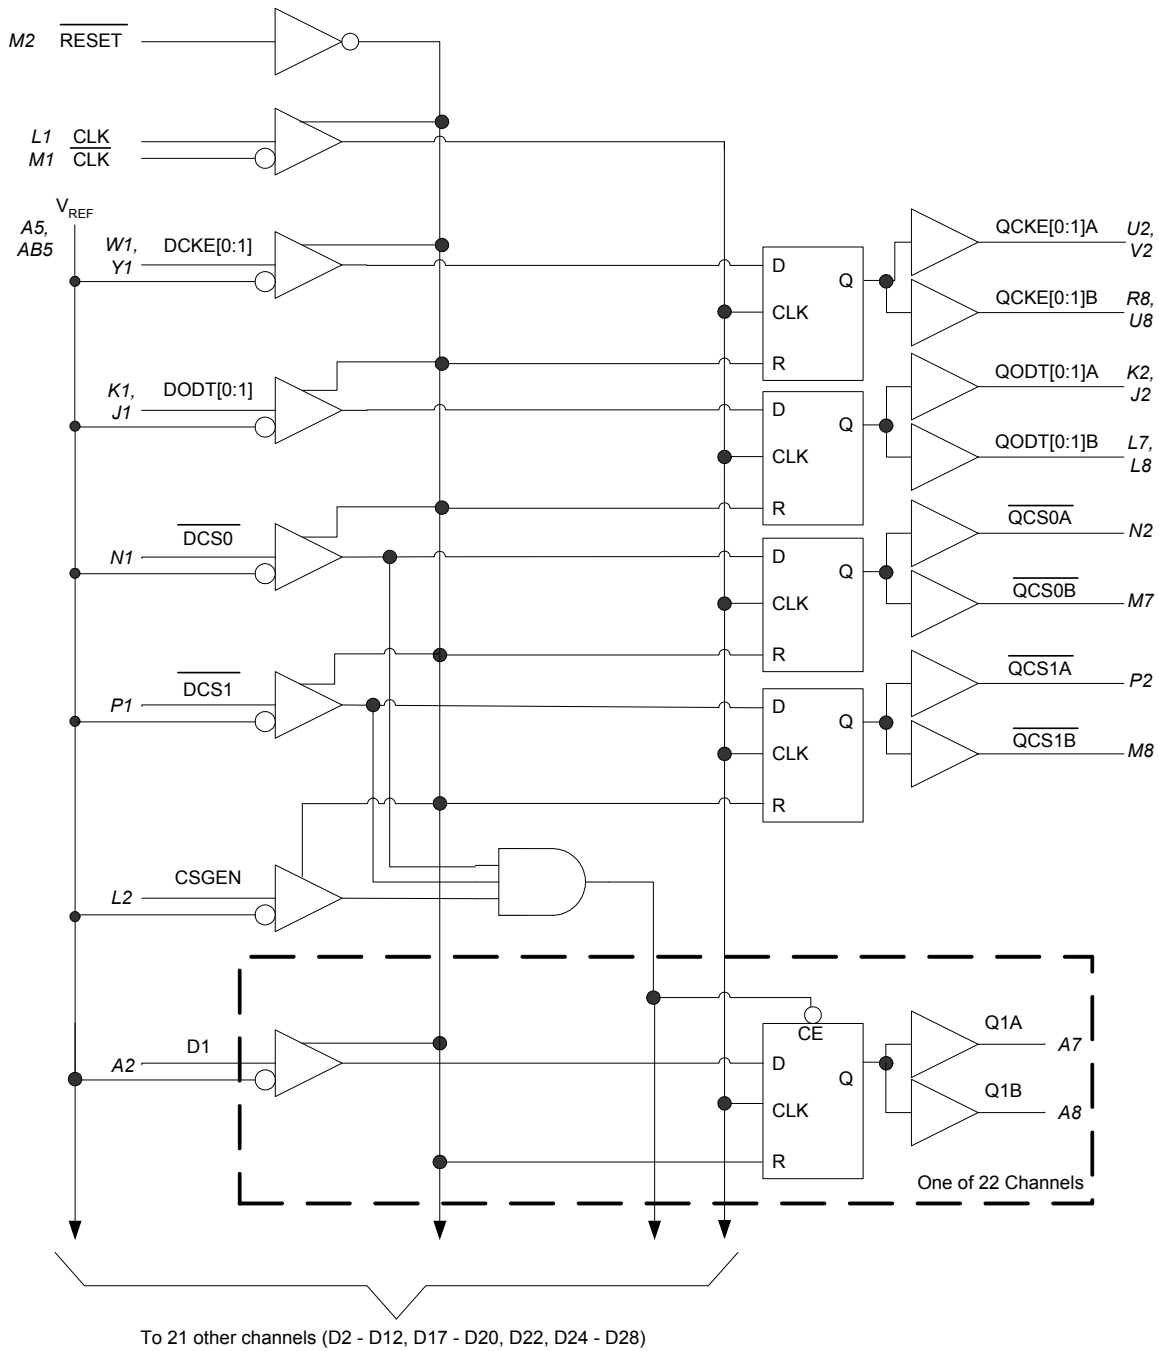 M2 RESET
L1 CLK
M1 CLK
VREF
A5,
AB5
W1,
Y1
DCKE[0:1]
D
CLK
R
Q
QCKE[0:1]A
U2,
V2
QCKE[0:1]B
R8,
U8
K1,
J1
DODT[0:1]
D
CLK
R
Q
QODT[0:1]A
K2,
J2
QODT[0:1]B
L7,
L8
N1
DCS0
D
CLK
R
Q
QCS0A
N2
QCS0B
M7
P1
DCS1
D
CLK
R
Q
QCS1A
P2
QCS1B
M8
L2
CSGEN
A2
D1
CE
D
CLK
R
Q
Q1A
A7
Q1B
A8
One of 22 Channels
To 21 other channels (D2 - D12, D17 - D20, D22, D24 - D28)